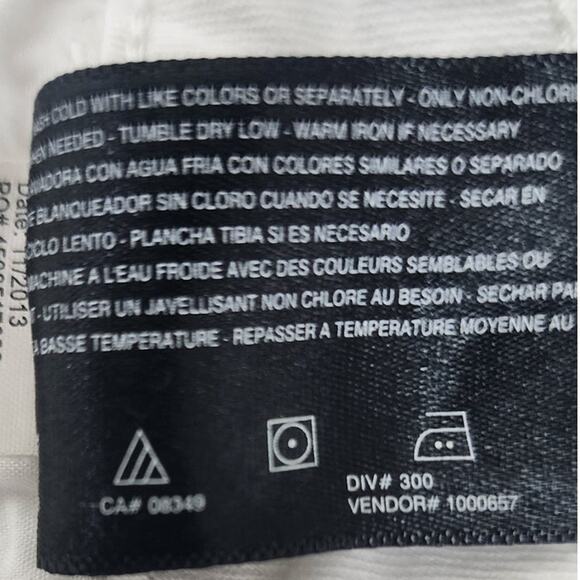 ASH COLD WITH LIKE COLORS OR SEPARATELY - ONLY NON-CHLORI
HEN NEEDED - TUMBLE DRY LOW - WARM IRON IF NECESSARY
AVADORA CON AGUA FRIA CON COLORES SIMILARES O SEPARADO
E BLANQUEADOR SIN CLORO CUANDO SE NECESITE - SECAR EN
CICLO LENTO - PLANCHA TIBIA SI ES NECESARIO
MACHINE A L'EAU FROIDE AVEC DES COULEURS SEMBLABLES OU
T - UTILISER UN JAVELLISANT NON CHLORE AU BESOIN - SECHAR PA
A BASSE TEMPERATURE - REPASSER A TEMPERATURE MOYENNE AU
CA# 08349
DIV# 300
VENDOR# 1000657
Date: 11/2013
PO#